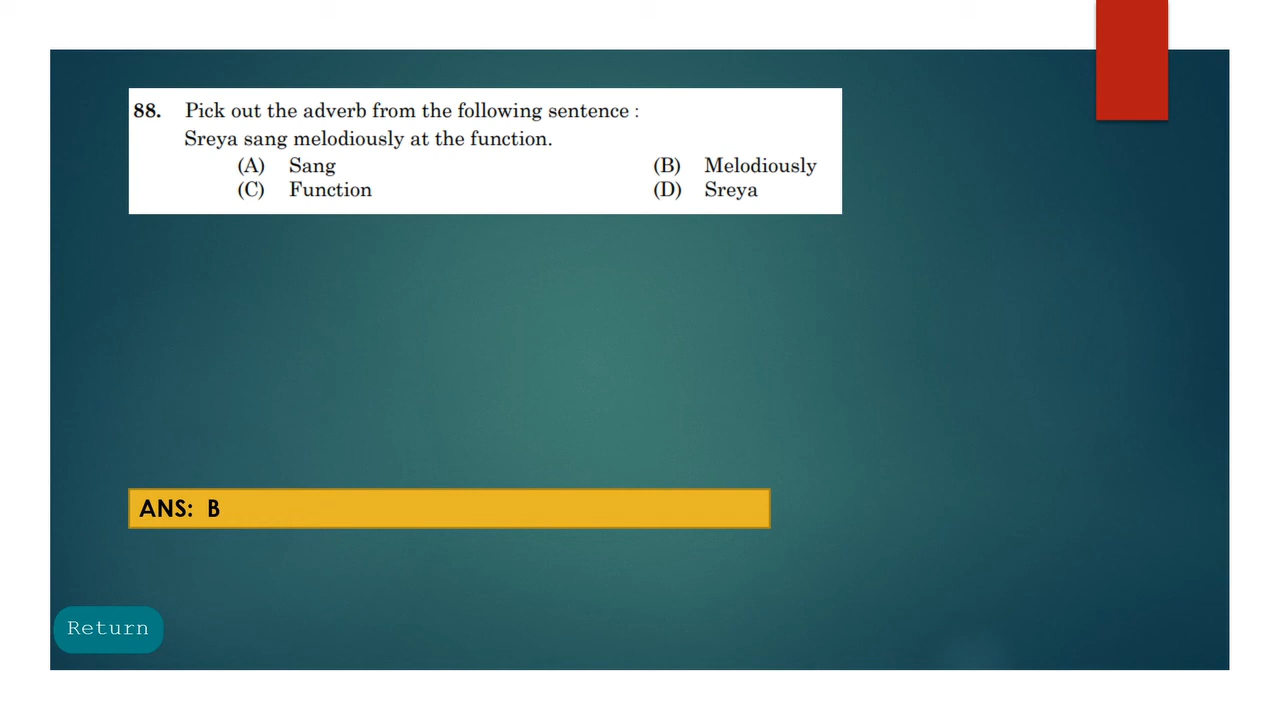 88. Pick out the adverb from the following sentence :
Sreya sang melodiously at the function.
(A) Sang (B) Melodiously
(C) Function (D) Sreya
ANS: B
Return